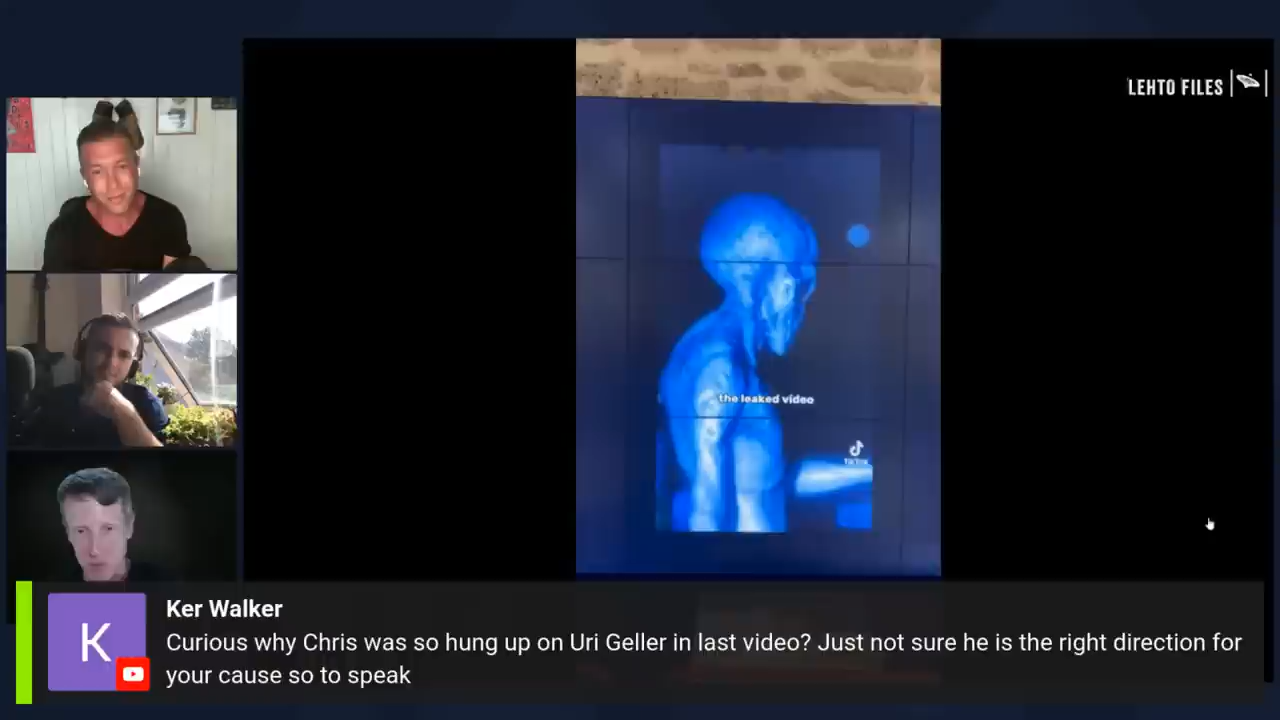 LEHTO FILES
the leaked video
TikTok
K
Ker Walker
Curious why Chris was so hung up on Uri Geller in last video? Just not sure he is the right direction for
your cause so to speak